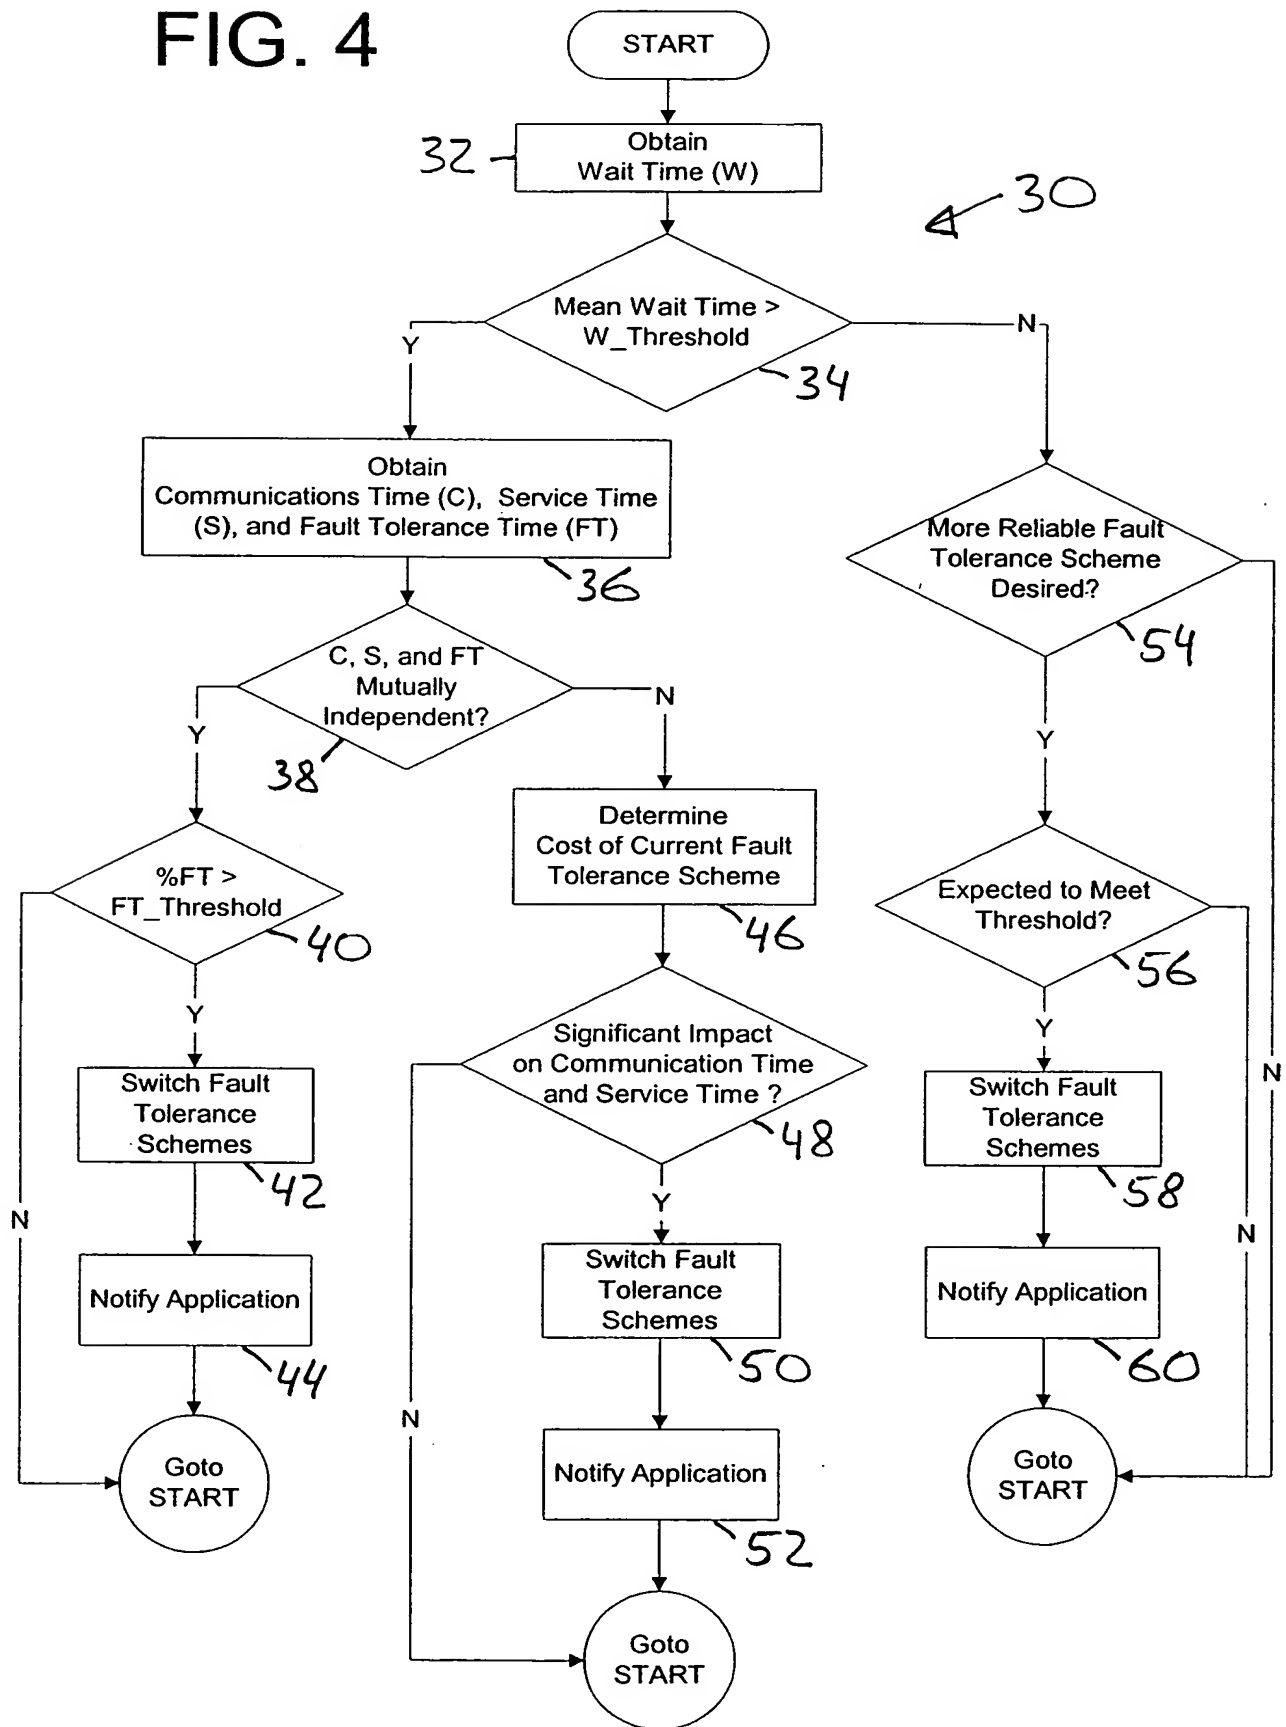 FIG. 4
START
Obtain
Wait Time (W)
32
30
Mean Wait Time >
W_Threshold
34
Y
N
Obtain
Communications Time (C), Service Time
(S), and Fault Tolerance Time (FT)
36
More Reliable Fault
Tolerance Scheme
Desired?
54
C, S, and FT
Mutually
Independent?
38
Y
N
Y
N
Determine
Cost of Current Fault
Tolerance Scheme
46
%FT >
FT_Threshold
40
Y
N
Expected to Meet
Threshold?
56
Y
N
Significant Impact
on Communication Time
and Service Time ?
48
Y
N
Switch Fault
Tolerance
Schemes
42
Switch Fault
Tolerance
Schemes
58
Switch Fault
Tolerance
Schemes
50
Notify Application
44
Notify Application
60
Notify Application
52
Goto
START
Goto
START
Goto
START